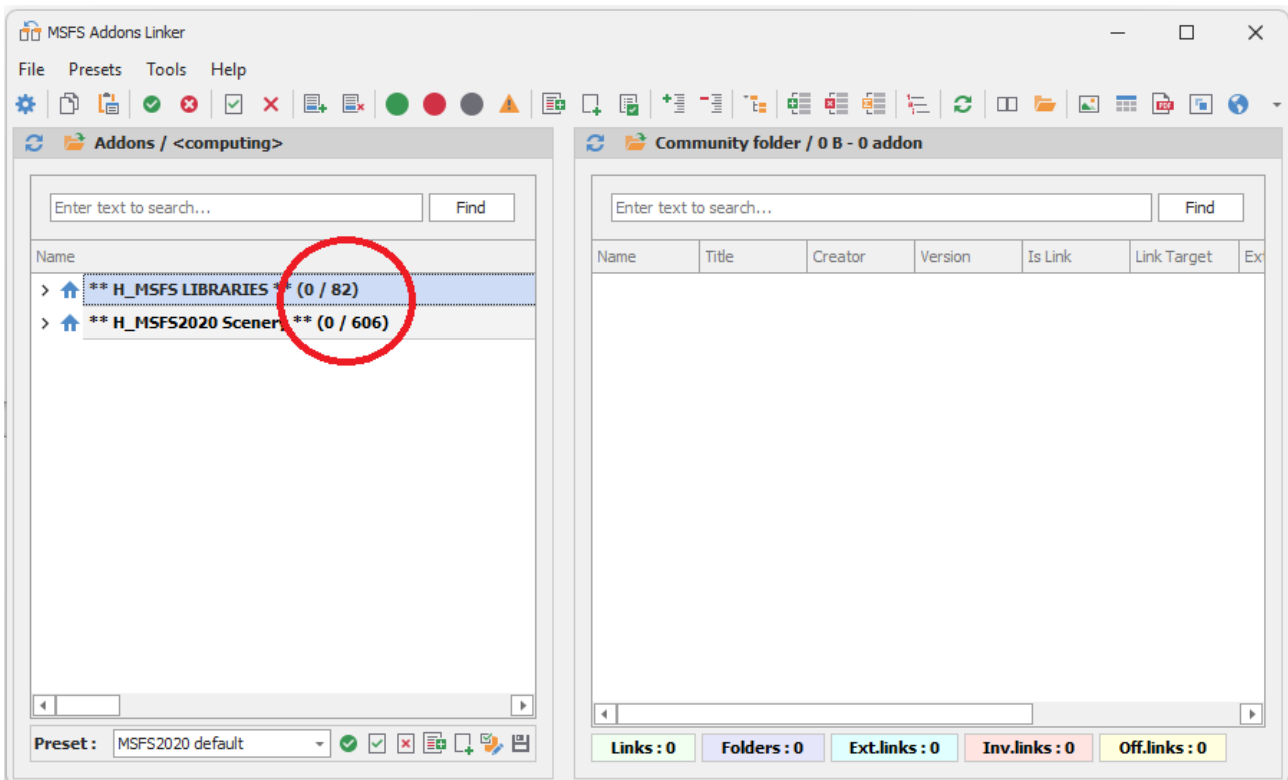 MSFS Addons Linker
File Presets Tools Help
Addons / <computing>
Community folder / 0 B - 0 addon
Enter text to search... Find
Enter text to search... Find
Name
Name Title Creator Version Is Link Link Target
** H_MSFS LIBRARIES ** (0 / 82)
** H_MSFS2020 Scenery ** (0 / 606)
Preset : MSFS2020 default
Links : 0 Folders : 0 Ext.links : 0 Inv.links : 0 Off.links : 0